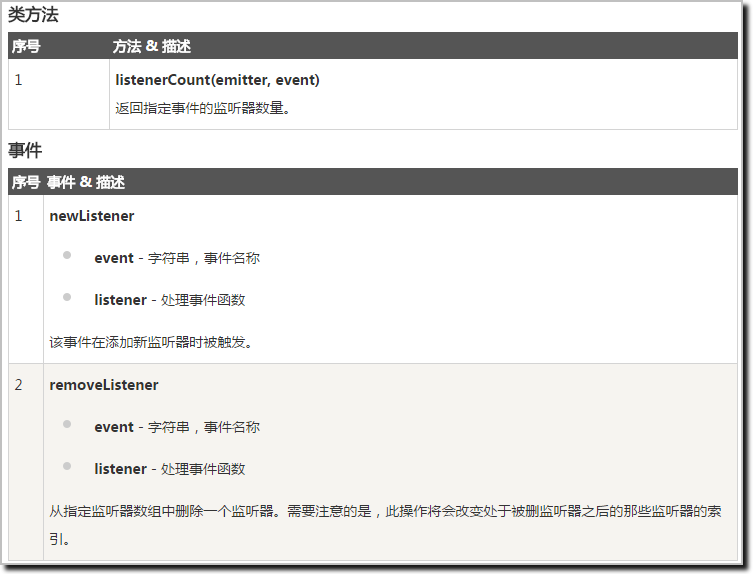 类方法
序号 方法 & 描述
1 listenerCount(emitter, event)
返回指定事件的监听器数量。
事件
序号 事件 & 描述
1 newListener
event - 字符串，事件名称
listener - 处理事件函数
该事件在添加新监听器时被触发。
2 removeListener
event - 字符串，事件名称
listener - 处理事件函数
从指定监听器数组中删除一个监听器。需要注意的是，此操作将会改变处于被删监听器之后的那些监听器的索
引。